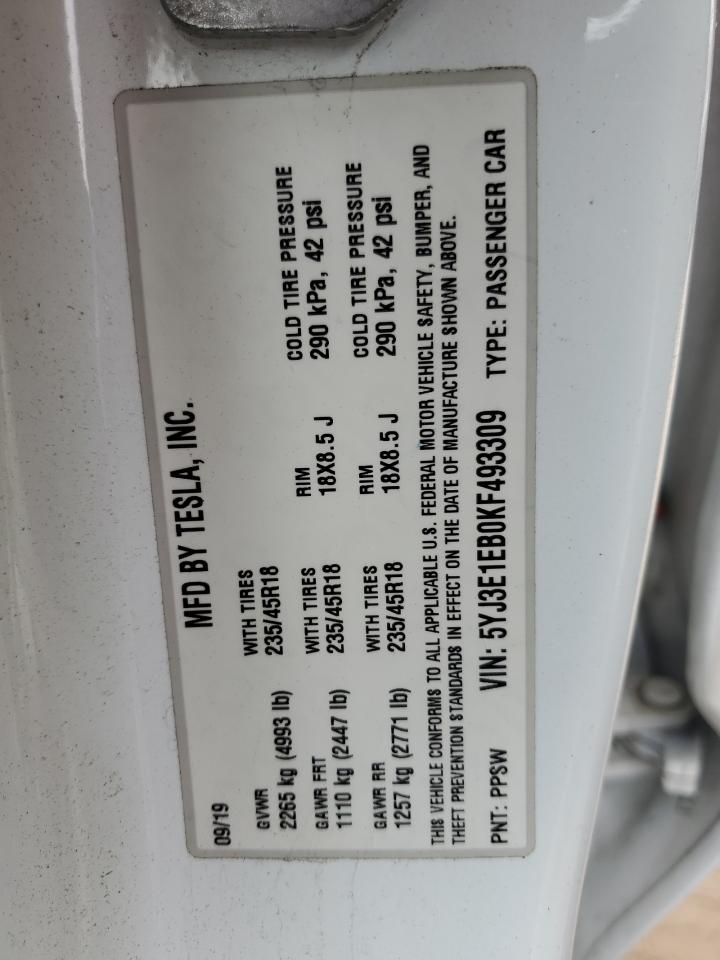 MFD BY TESLA, INC.
09/19
GVWR WITH TIRES
2265 kg (4993 lb) 235/45R18
GAWR FRT WITH TIRES RIM COLD TIRE PRESSURE
1110 kg (2447 lb) 235/45R18 18X8.5 J 290 kPa, 42 psi
GAWR RR WITH TIRES RIM COLD TIRE PRESSURE
1257 kg (2771 lb) 235/45R18 18X8.5 J 290 kPa, 42 psi
THIS VEHICLE CONFORMS TO ALL APPLICABLE U.S. FEDERAL MOTOR VEHICLE SAFETY, BUMPER, AND
THEFT PREVENTION STANDARDS IN EFFECT ON THE DATE OF MANUFACTURE SHOWN ABOVE.
PNT: PPSW VIN: 5YJ3E1EB0KF493309 TYPE: PASSENGER CAR